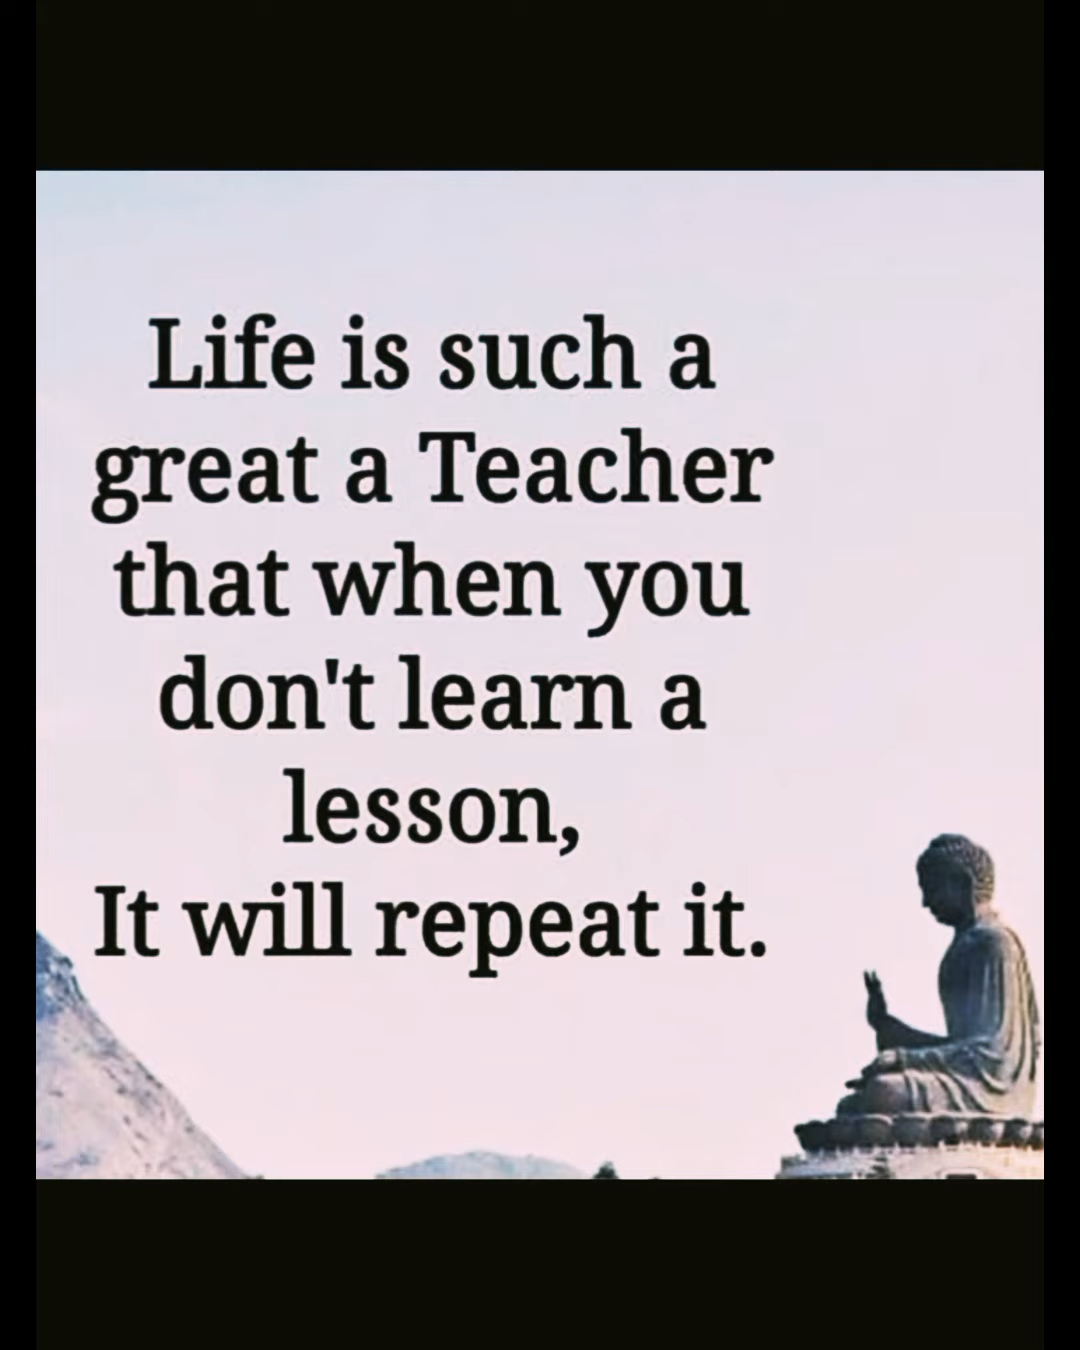 Life is such a
great a Teacher
that when you
don't learn a
lesson,
It will repeat it.